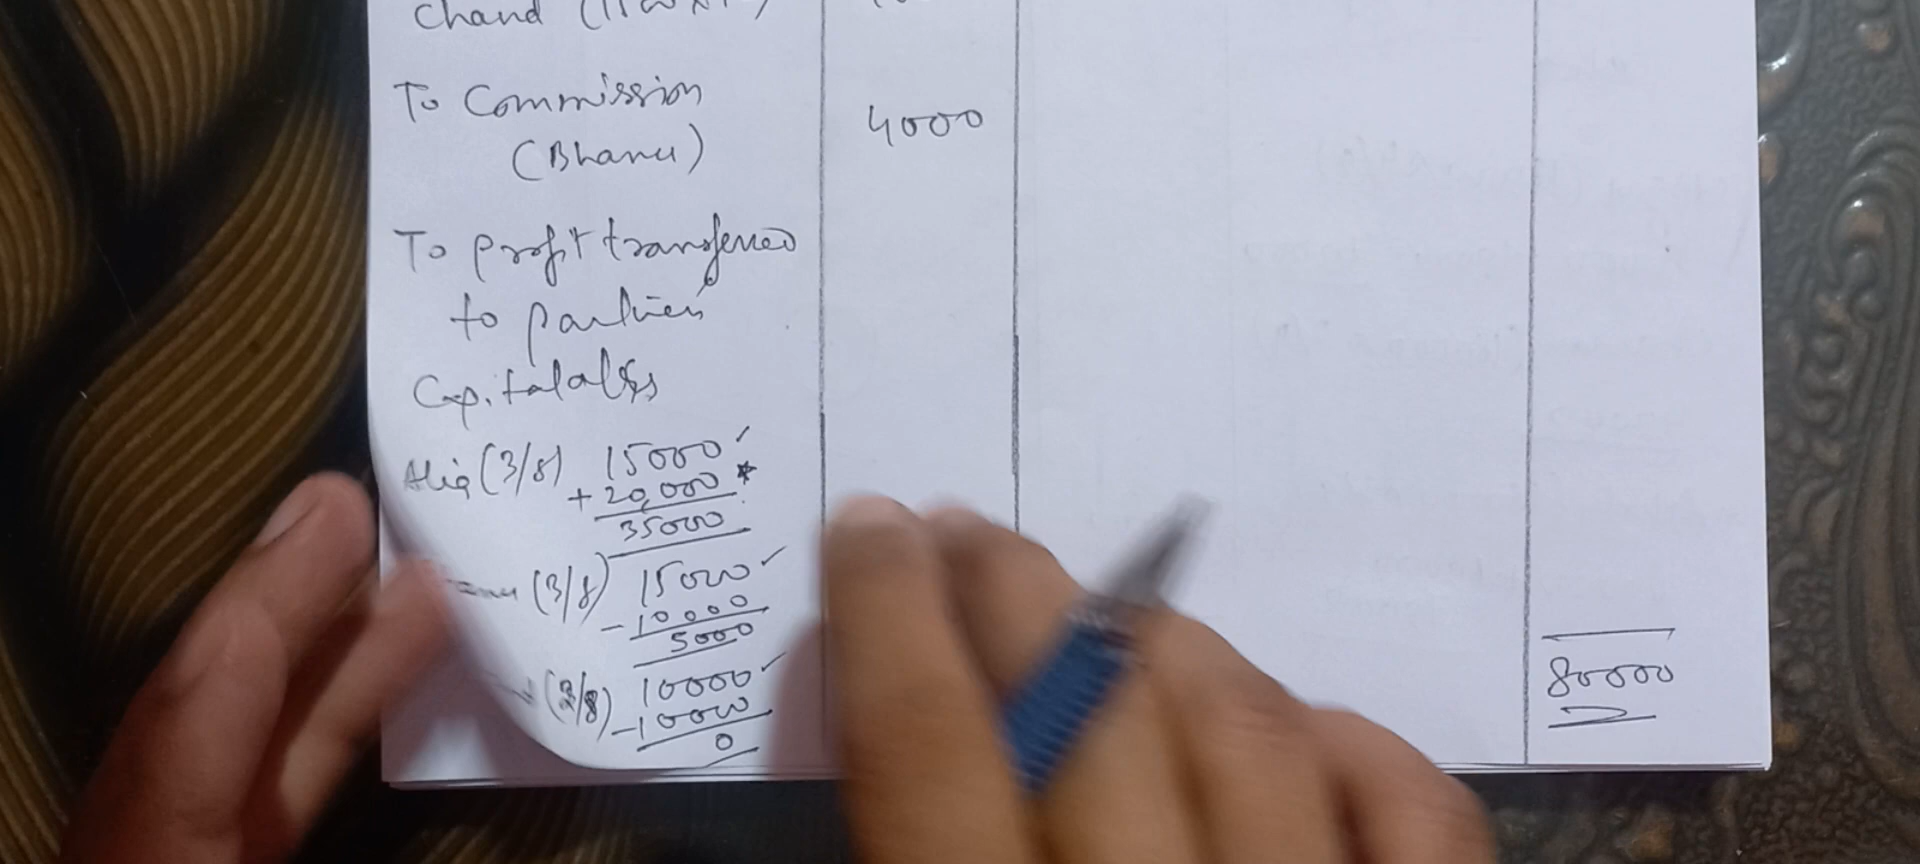 Chand
To Commission
(Bhanu)
4000
To profit transferred
to partners
Capital a/cs
Alia (3/8) 15000 ✓
+ 20,000 *
35000
(3/8) 15000 ✓
- 10000
5000
(2/8) 10000 ✓
- 10000
0
80000